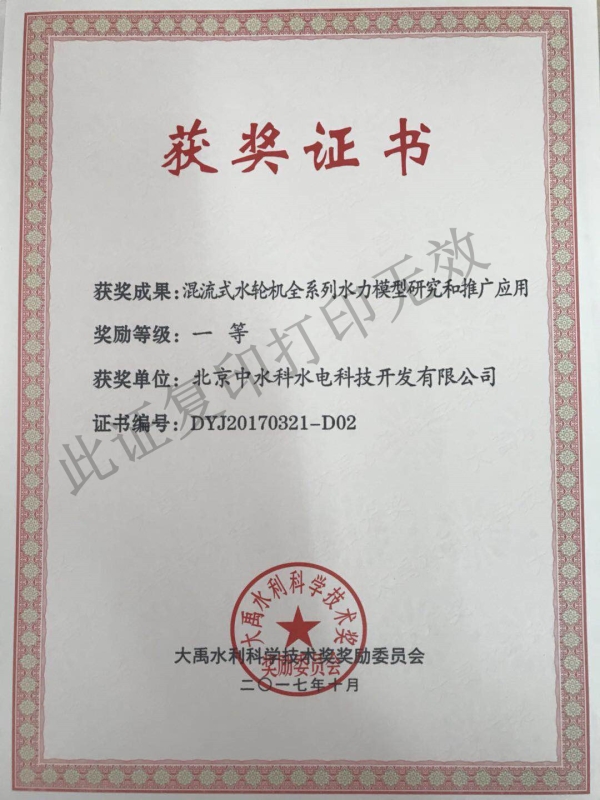 获奖证书
获奖成果：混流式水轮机全系列水力模型研究和推广应用
奖励等级：一 等
获奖单位：北京中水科水电科技开发有限公司
证书编号：DYJ20170321-D02
此证复印打印无效
大禹水利科学技术奖
奖励委员会
大禹水利科学技术奖奖励委员会
二〇一七年十月